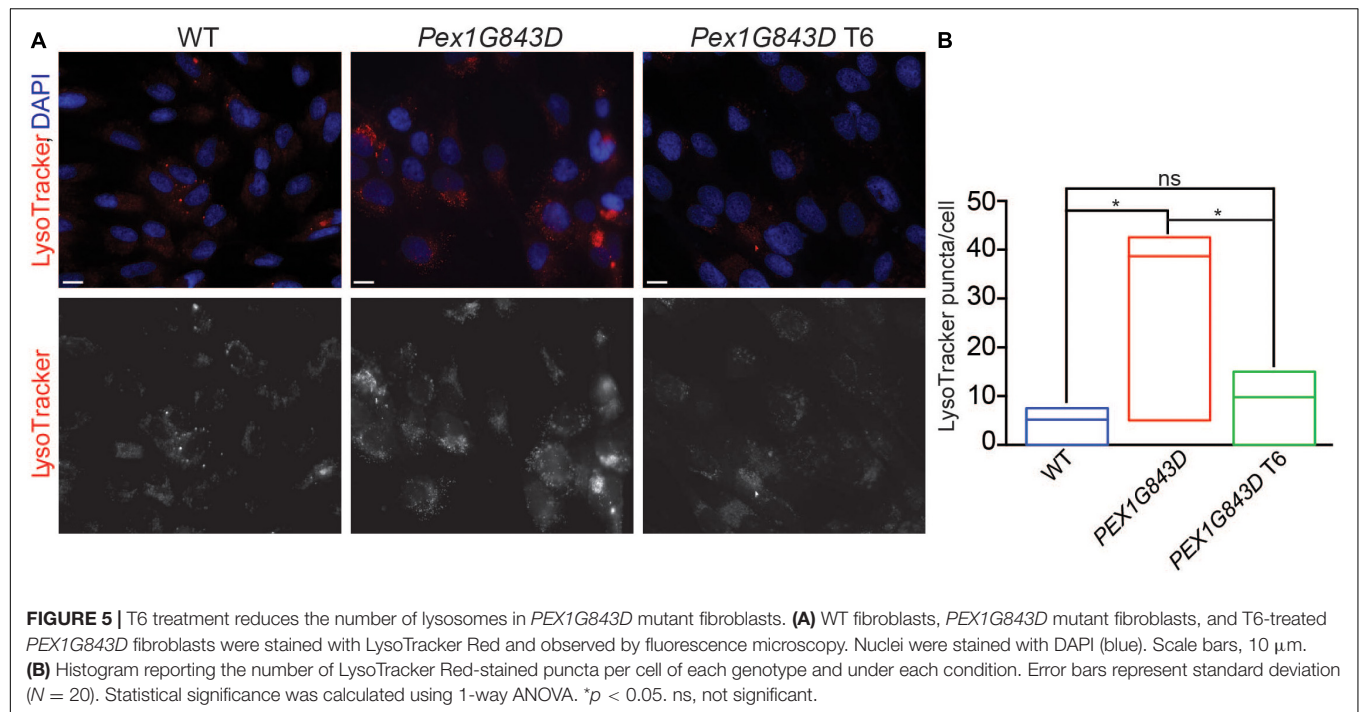 A
WT
Pex1G843D
Pex1G843D T6
LysoTracker, DAPI
LysoTracker
B
LysoTracker puncta/cell
50
40
30
20
10
0
ns
*
*
WT
PEX1G843D
PEX1G843D T6
FIGURE 5 | T6 treatment reduces the number of lysosomes in PEX1G843D mutant fibroblasts. (A) WT fibroblasts, PEX1G843D mutant fibroblasts, and T6-treated
PEX1G843D fibroblasts were stained with LysoTracker Red and observed by fluorescence microscopy. Nuclei were stained with DAPI (blue). Scale bars, 10 μm.
(B) Histogram reporting the number of LysoTracker Red-stained puncta per cell of each genotype and under each condition. Error bars represent standard deviation
(N = 20). Statistical significance was calculated using 1-way ANOVA. *p < 0.05. ns, not significant.